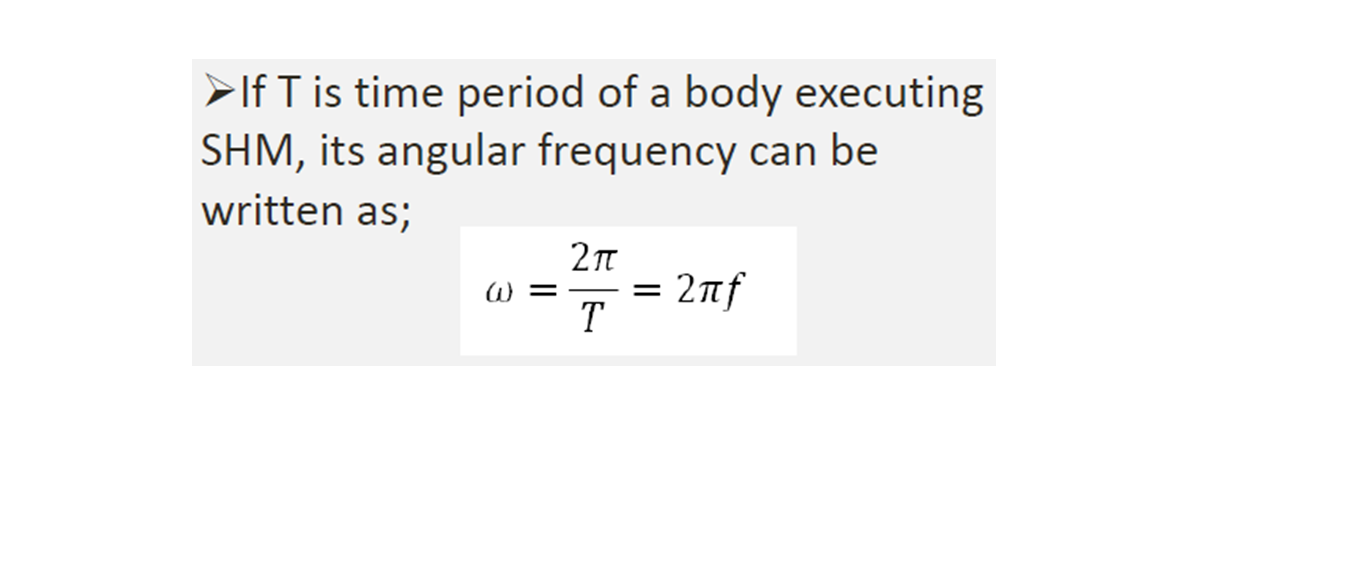 ➢If T is time period of a body executing
SHM, its angular frequency can be
written as;
ω = 2π/T = 2πf